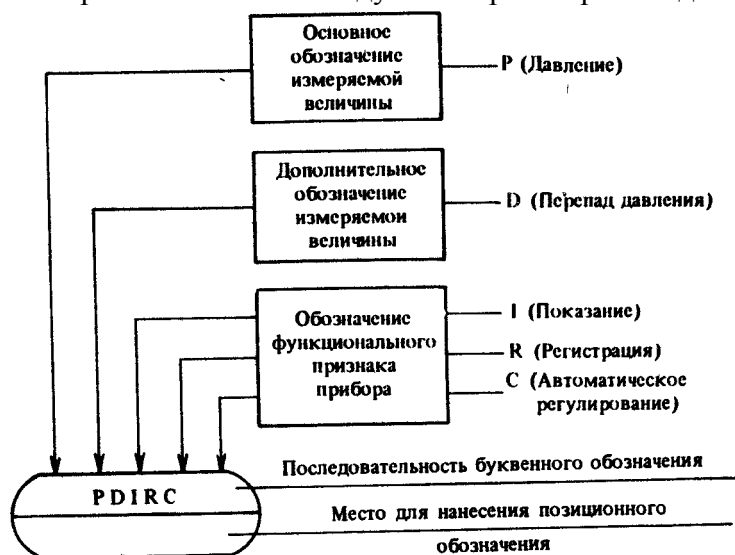 Основное
обозначение
измеряемой
величины
P (Давление)
Дополнительное
обозначение
измеряемои
величины
D (Перепад давления)
Обозначение
функционального
признака
прибора
I (Показание)
R (Регистрация)
C (Автоматическое
регулирование)
PDIRC
Последовательность буквенного обозначения
Место для нанесения позиционного
обозначения